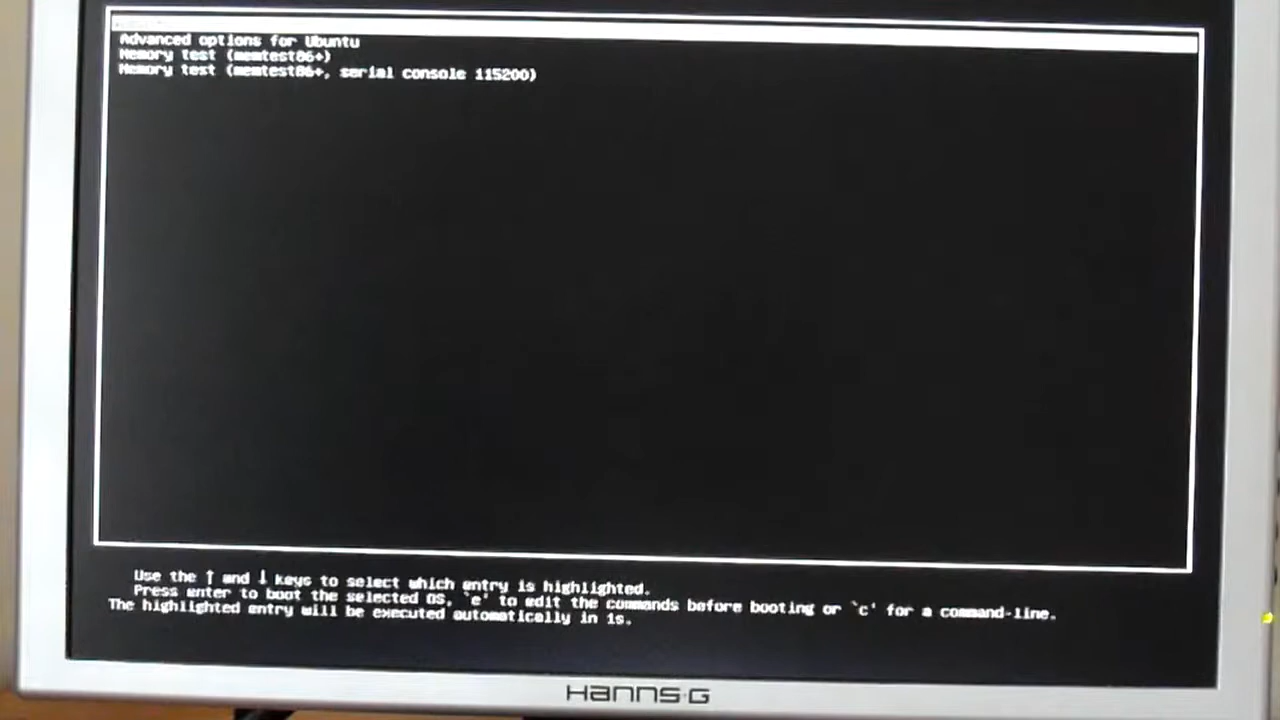 Advanced options for Ubuntu
Memory test (memtest86+)
Memory test (memtest86+, serial console 115200)
Use the ↑ and ↓ keys to select which entry is highlighted.
Press enter to boot the selected OS, `e' to edit the commands before booting or `c' for a command-line.
The highlighted entry will be executed automatically in 1s.
HANNS·G